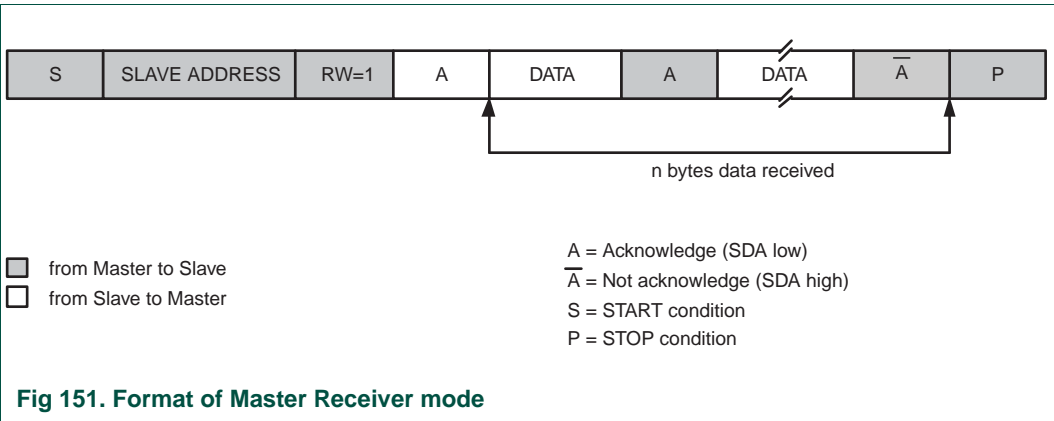 S SLAVE ADDRESS RW=1 A DATA A DATA A̅ P
n bytes data received
from Master to Slave
from Slave to Master
A = Acknowledge (SDA low)
A̅ = Not acknowledge (SDA high)
S = START condition
P = STOP condition
Fig 151. Format of Master Receiver mode